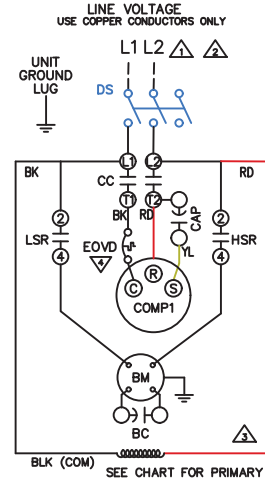 LINE VOLTAGE
USE COPPER CONDUCTORS ONLY
L1 L2 1 2
UNIT
GROUND
LUG
DS
L1 L2
BK
CC
RD
T1 T2
BK RD
CAP
2
2
LSR
EOVD
YL
HSR
4
4
4
R
C S
COMP1
BM
BC
3
BLK (COM)
SEE CHART FOR PRIMARY